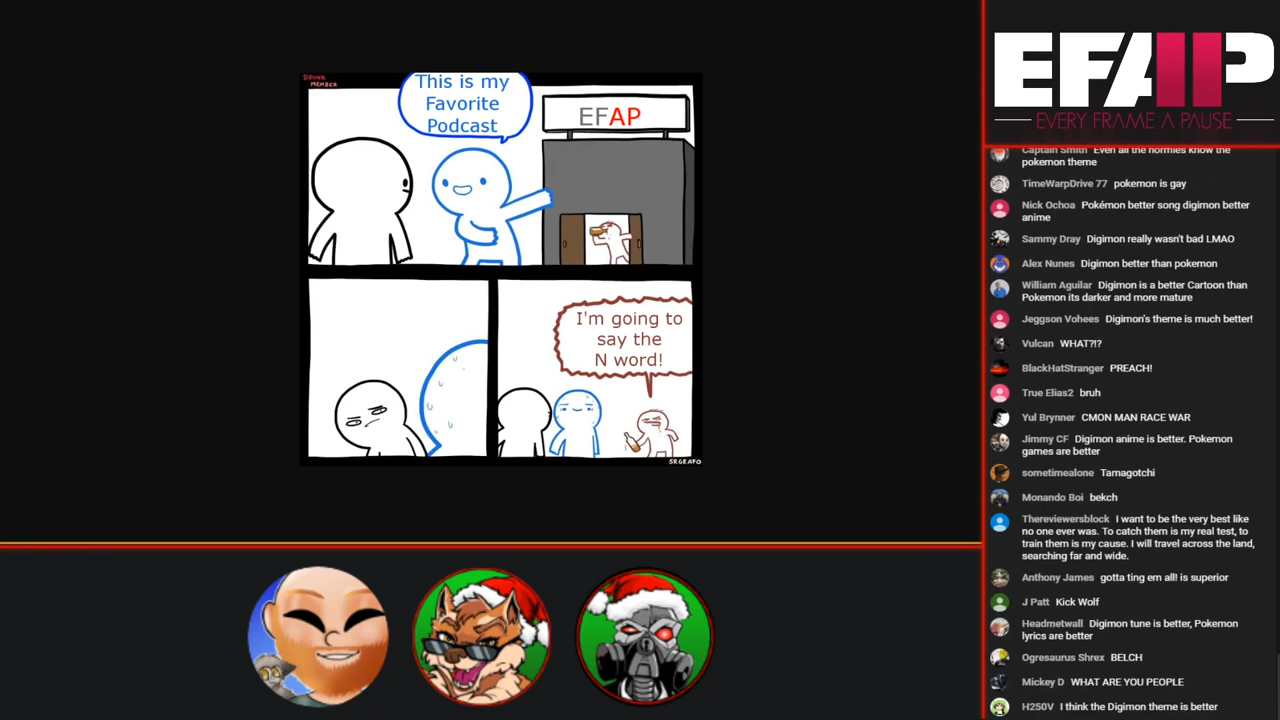 DRUNK
MEMBER
This is my
Favorite
Podcast
EFAP
I'm going to
say the
N word!
SRGRAFO
EFAP
EVERY FRAME A PAUSE
Captain Smith Even all the normies know the
pokemon theme
TimeWarpDrive 77 pokemon is gay
Nick Ochoa Pokémon better song digimon better
anime
Sammy Dray Digimon really wasn't bad LMAO
Alex Nunes Digimon better than pokemon
William Aguilar Digimon is a better Cartoon than
Pokemon its darker and more mature
Jeggson Vohees Digimon's theme is much better!
Vulcan WHAT?!?
BlackHatStranger PREACH!
True Elias2 bruh
Yul Brynner CMON MAN RACE WAR
Jimmy CF Digimon anime is better. Pokemon
games are better
sometimealone Tamagotchi
Monando Boi bekch
Thereviewersblock I want to be the very best like
no one ever was. To catch them is my real test, to
train them is my cause. I will travel across the land,
searching far and wide.
Anthony James gotta ting em all! is superior
J Patt Kick Wolf
Headmetwall Digimon tune is better, Pokemon
lyrics are better
Ogresaurus Shrex BELCH
Mickey D WHAT ARE YOU PEOPLE
H250V I think the Digimon theme is better